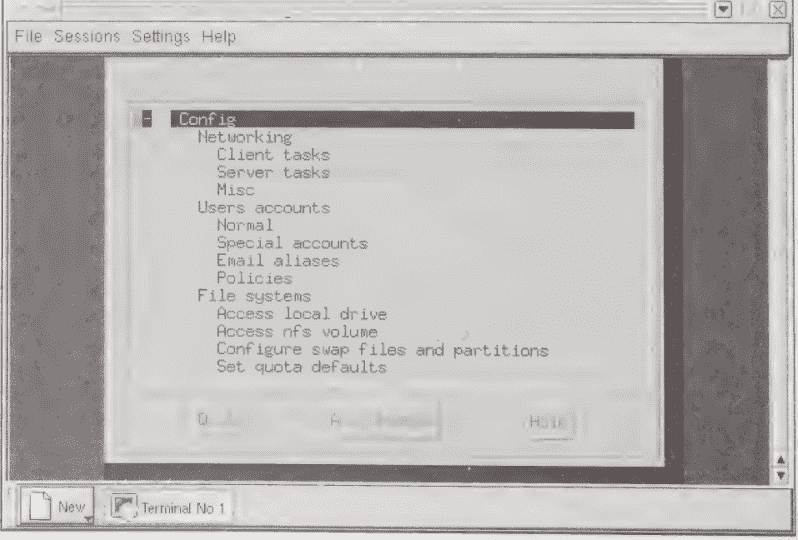 File Sessions Settings Help
Config
Networking
Client tasks
Server tasks
Misc
Users accounts
Normal
Special accounts
Email aliases
Policies
File systems
Access local drive
Access nfs volume
Configure swap files and partitions
Set quota defaults
Help
New
Terminal No 1